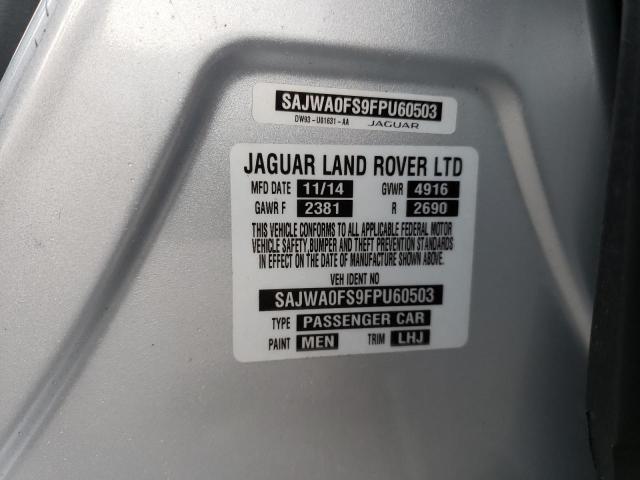 SAJWA0FS9FPU60503
DW93 - U01631 - AA JAGUAR
JAGUAR LAND ROVER LTD
MFD DATE 11/14 GVWR 4916
GAWR F 2381 R 2690
THIS VEHICLE CONFORMS TO ALL APPLICABLE FEDERAL MOTOR
VEHICLE SAFETY,BUMPER AND THEFT PREVENTION STANDARDS
IN EFFECT ON THE DATE OF MANUFACTURE SHOWN ABOVE.
VEH IDENT NO
SAJWA0FS9FPU60503
TYPE PASSENGER CAR
PAINT MEN TRIM LHJ